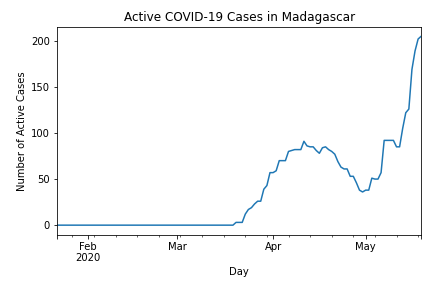 Active COVID-19 Cases in Madagascar
Number of Active Cases
200
150
100
50
0
Feb
2020
Mar
Apr
May
Day